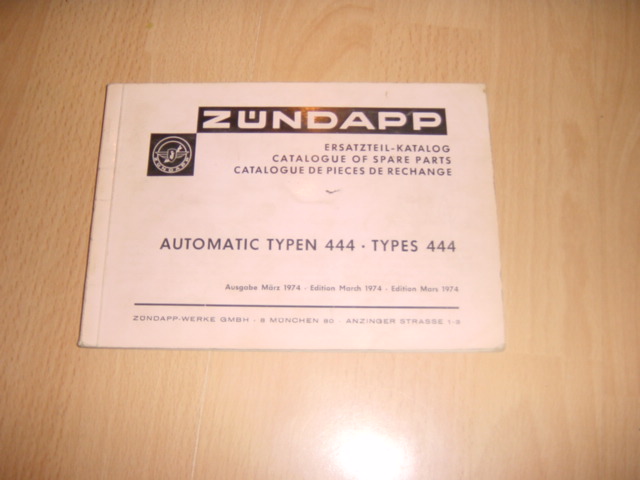 ZÜNDAPP
ERSATZTEIL-KATALOG
CATALOGUE OF SPARE PARTS
CATALOGUE DE PIECES DE RECHANGE
ZÜNDAPP
AUTOMATIC TYPEN 444 · TYPES 444
Ausgabe März 1974 · Edition March 1974 · Edition Mars 1974
ZÜNDAPP-WERKE GMBH · 8 MÜNCHEN 80 · ANZINGER STRASSE 1-3